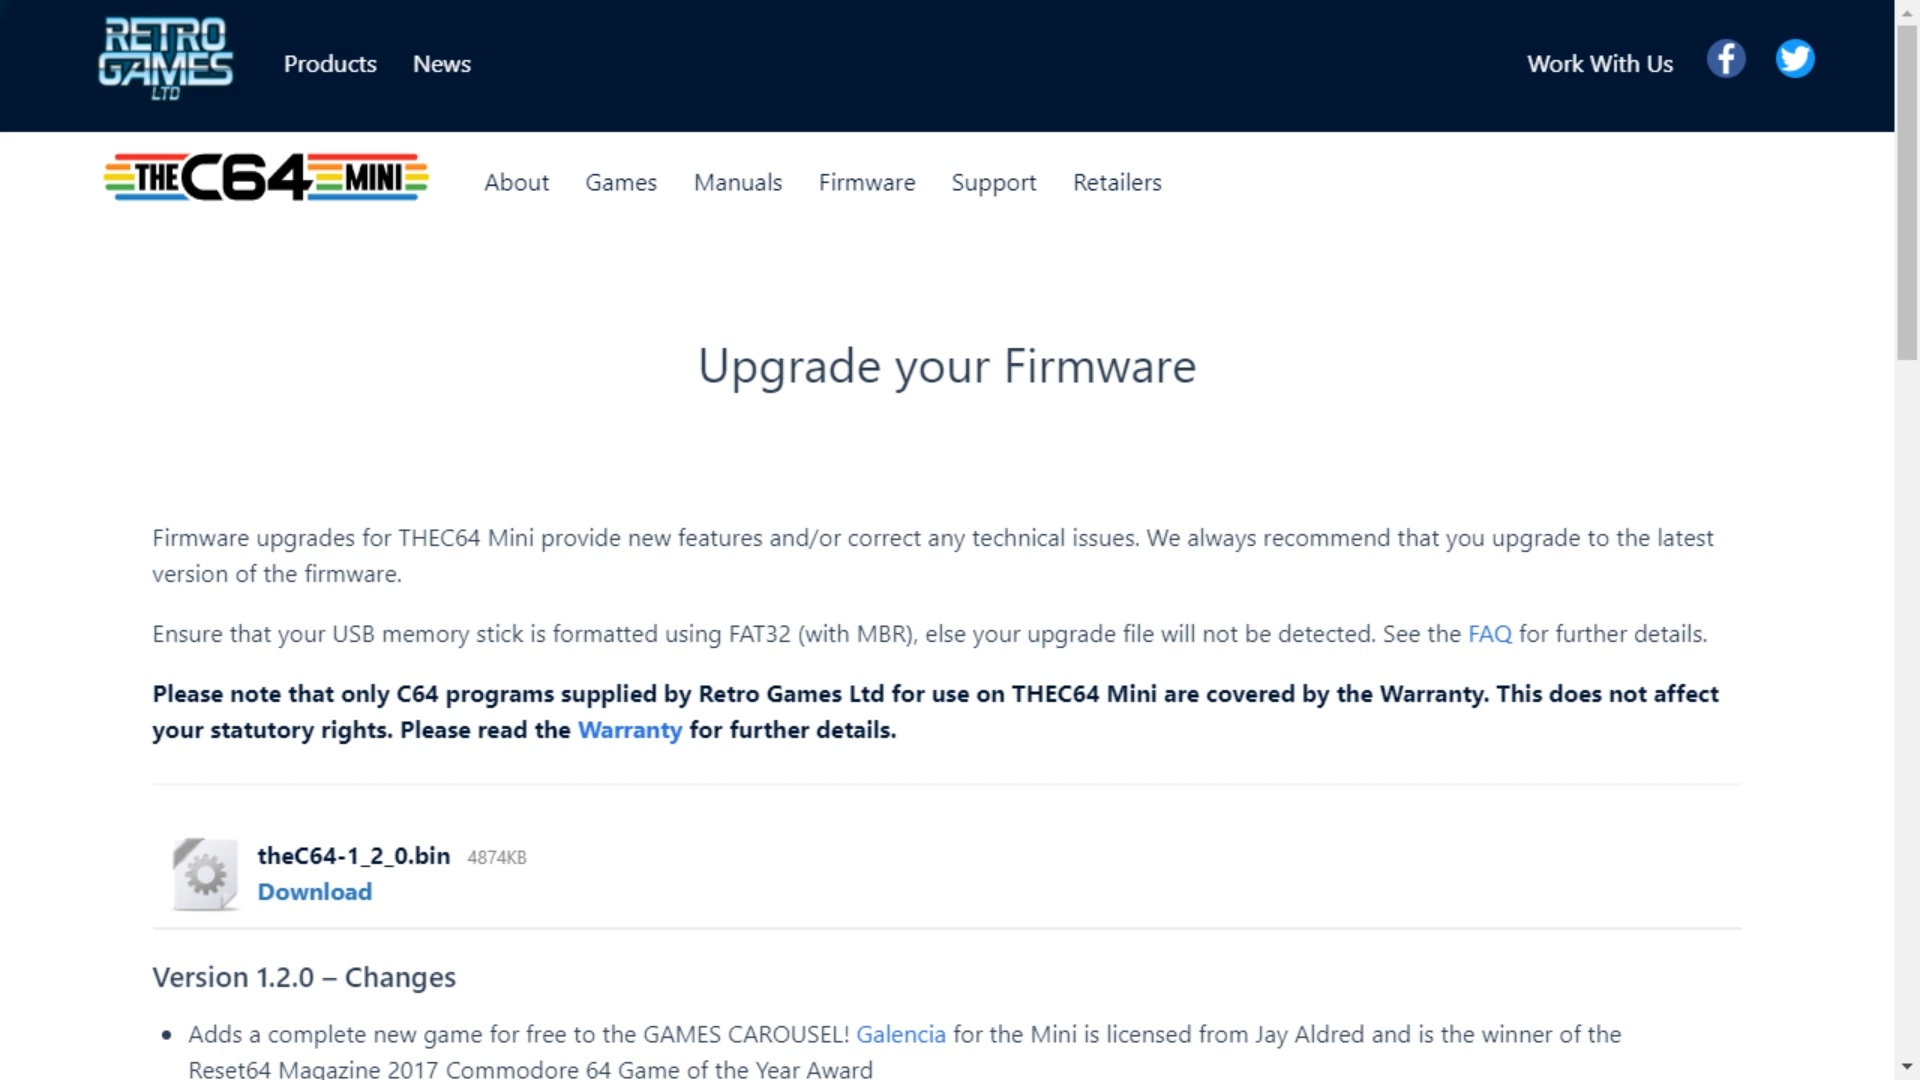 RETRO
GAMES
LTD
Products News Work With Us
THEC64 MINI About Games Manuals Firmware Support Retailers
Upgrade your Firmware
Firmware upgrades for THEC64 Mini provide new features and/or correct any technical issues. We always recommend that you upgrade to the latest
version of the firmware.
Ensure that your USB memory stick is formatted using FAT32 (with MBR), else your upgrade file will not be detected. See the FAQ for further details.
Please note that only C64 programs supplied by Retro Games Ltd for use on THEC64 Mini are covered by the Warranty. This does not affect
your statutory rights. Please read the Warranty for further details.
theC64-1_2_0.bin 4874KB
Download
Version 1.2.0 – Changes
• Adds a complete new game for free to the GAMES CAROUSEL! Galencia for the Mini is licensed from Jay Aldred and is the winner of the
Reset64 Magazine 2017 Commodore 64 Game of the Year Award